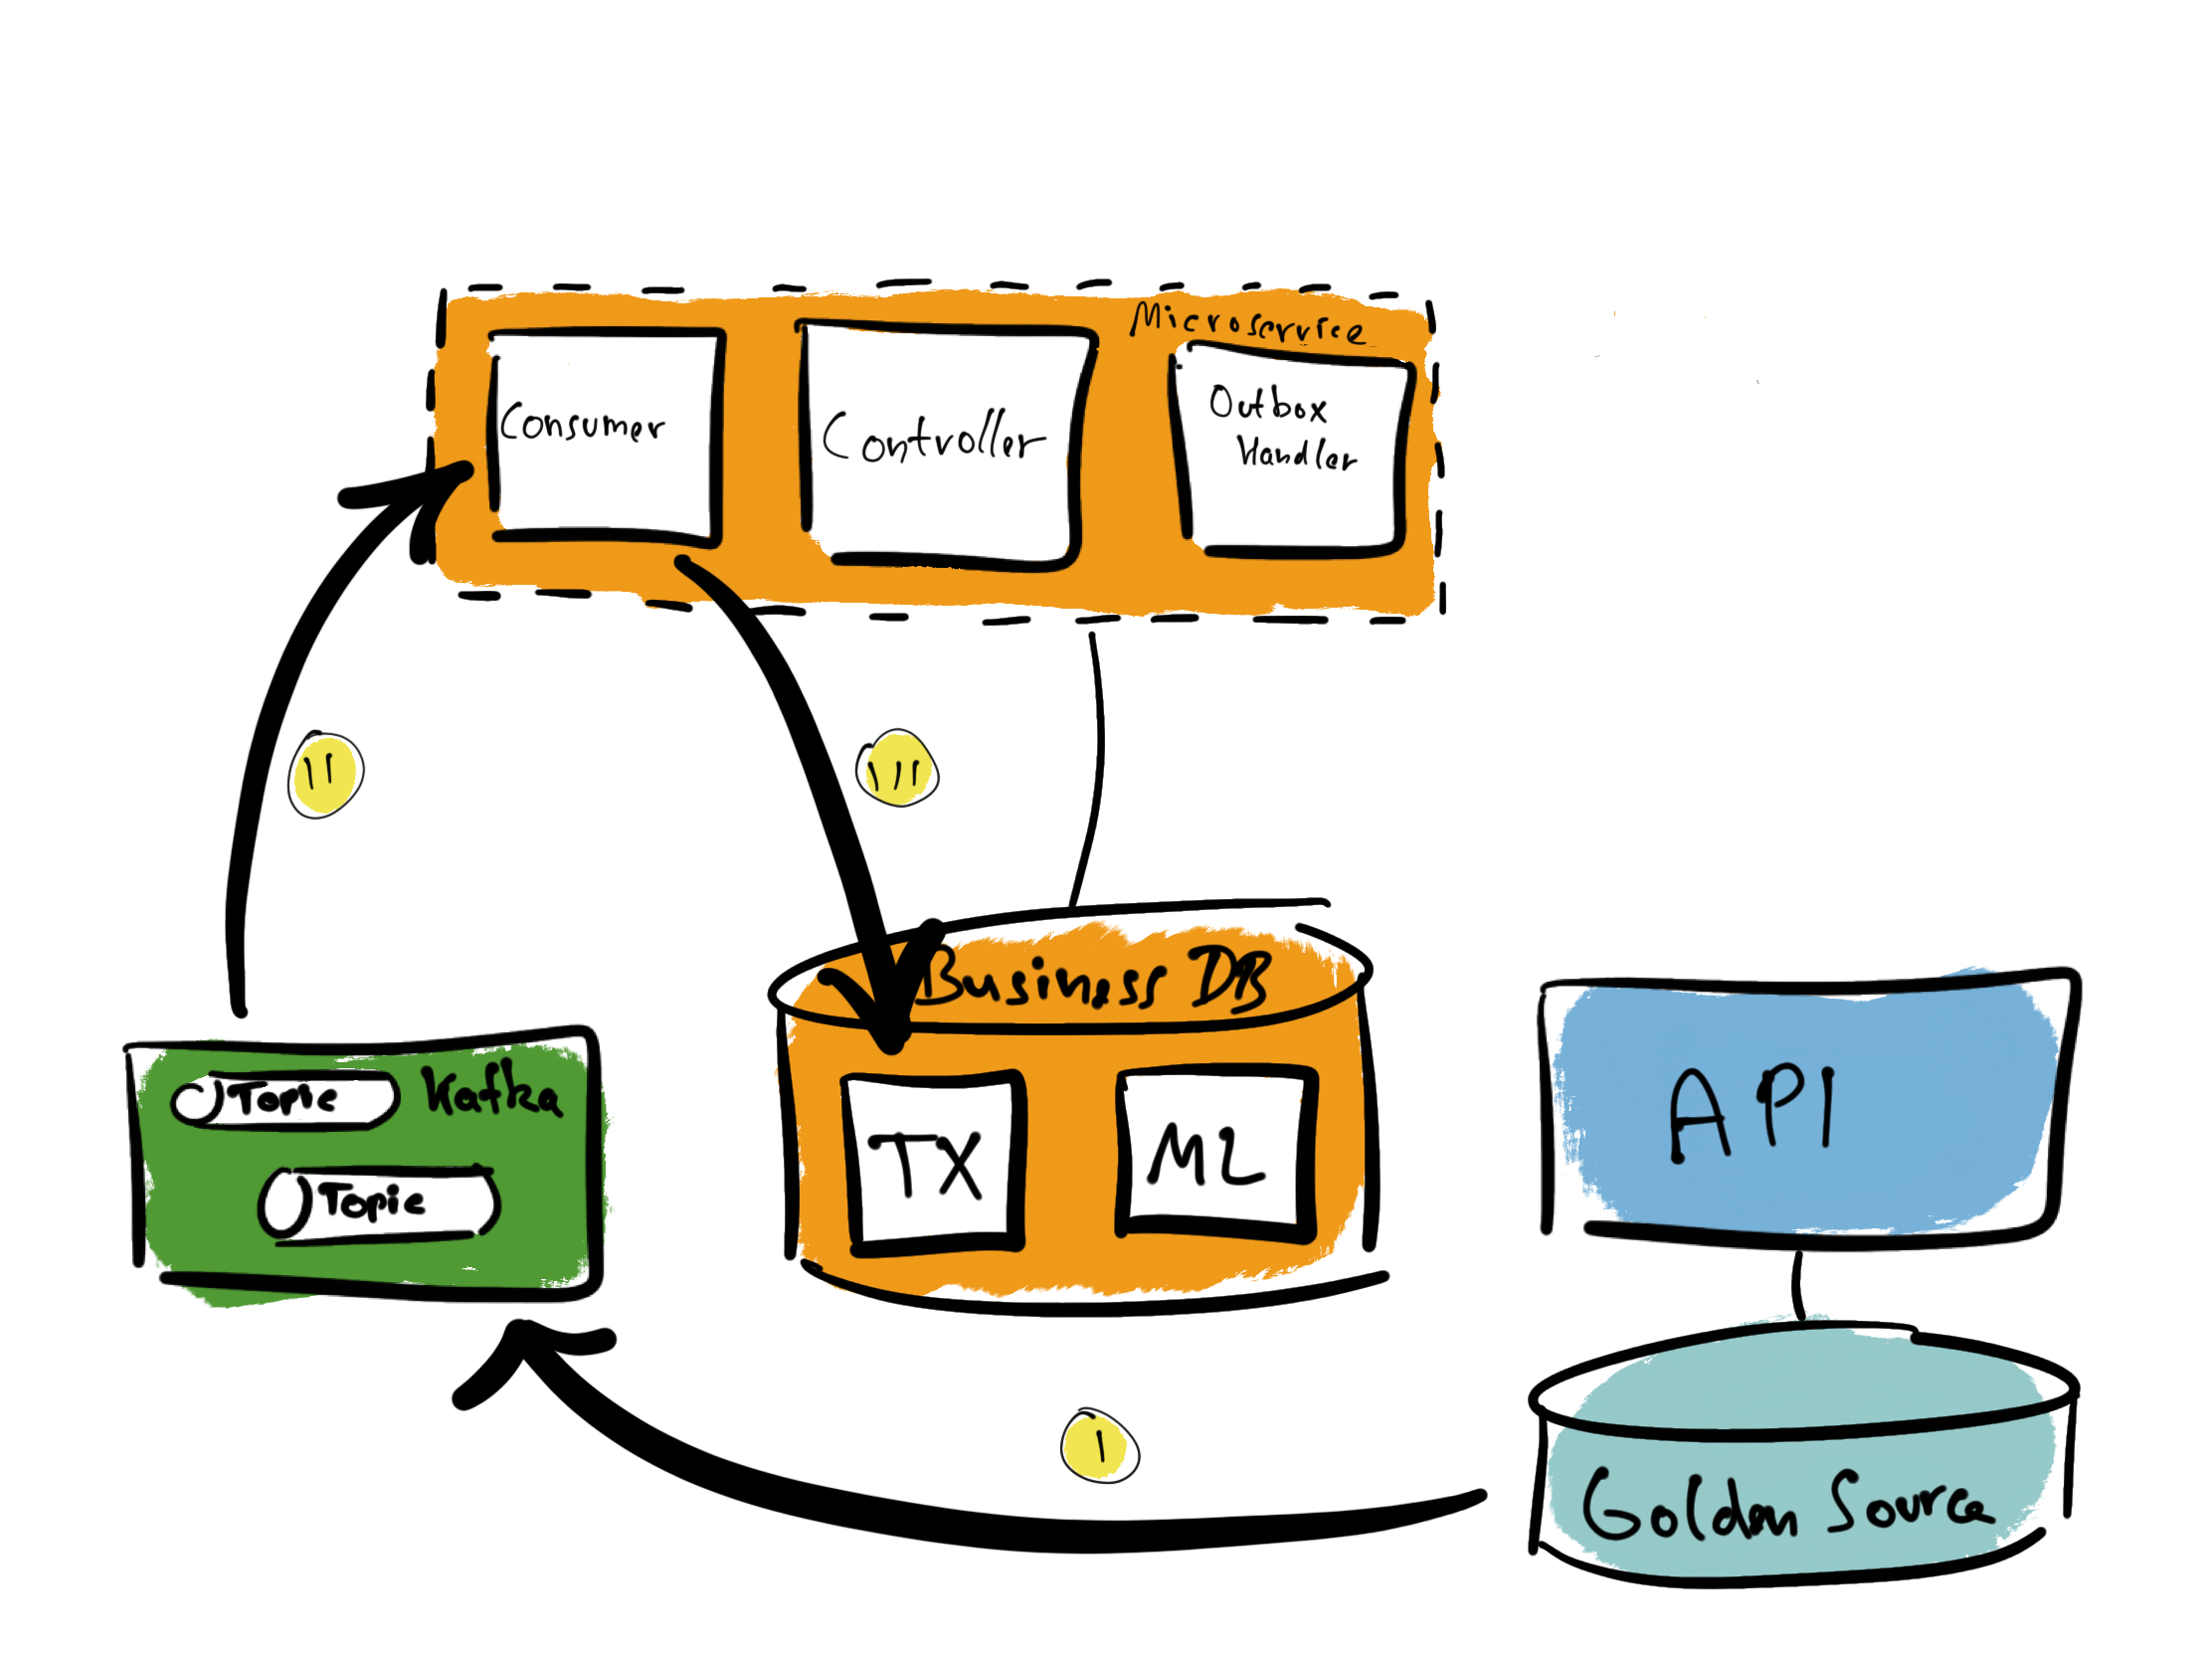 Microservice
Consumer
Controller
Outbox
Handler
II
III
Business DB
TX
ML
Topic
Kafka
Topic
API
I
Golden Source